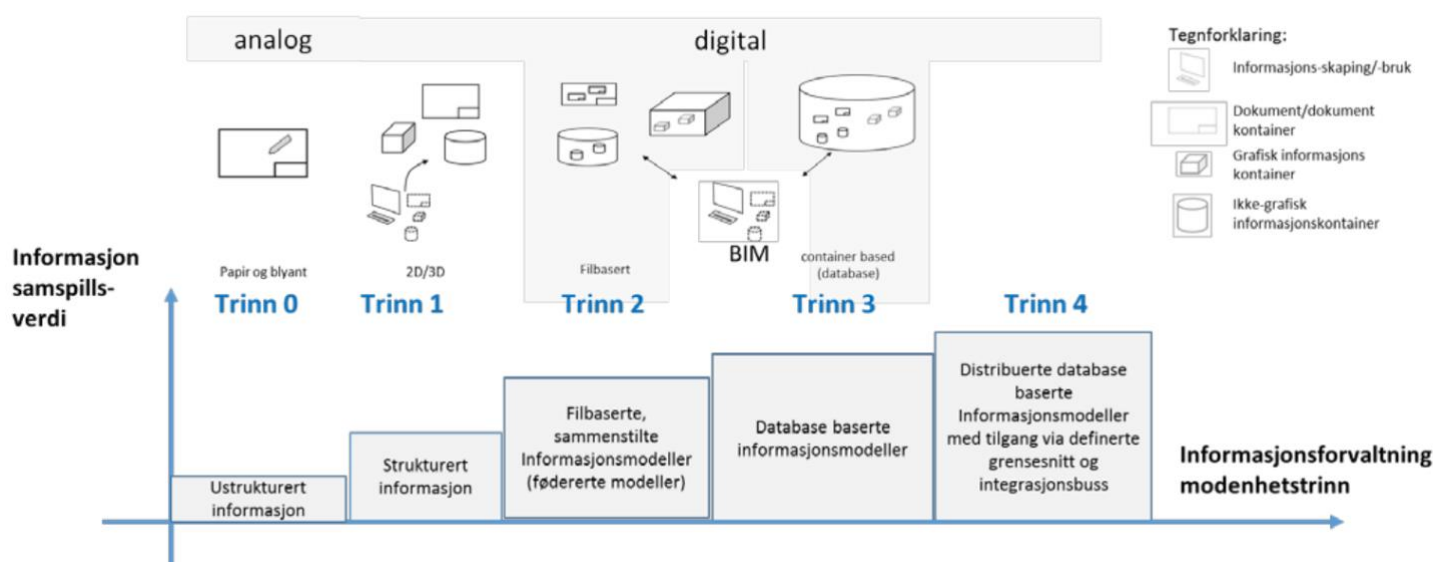 analog
digital
Tegnforklaring:
Informasjons-skaping/-bruk
Dokument/dokument
kontainer
Grafisk informasjons
kontainer
Ikke-grafisk
informasjonskontainer
BIM
Papir og blyant
2D/3D
Filbasert
container based
(database)
Trinn 0
Trinn 1
Trinn 2
Trinn 3
Trinn 4
Informasjon
samspills-
verdi
Ustrukturert
informasjon
Strukturert
informasjon
Filbaserte,
sammenstilte
Informasjonsmodeller
(fødererte modeller)
Database baserte
informasjonsmodeller
Distribuerte database
baserte
Informasjonsmodeller
med tilgang via definerte
grensesnitt og
integrasjonsbuss
Informasjonsforvaltning
modenhetstrinn